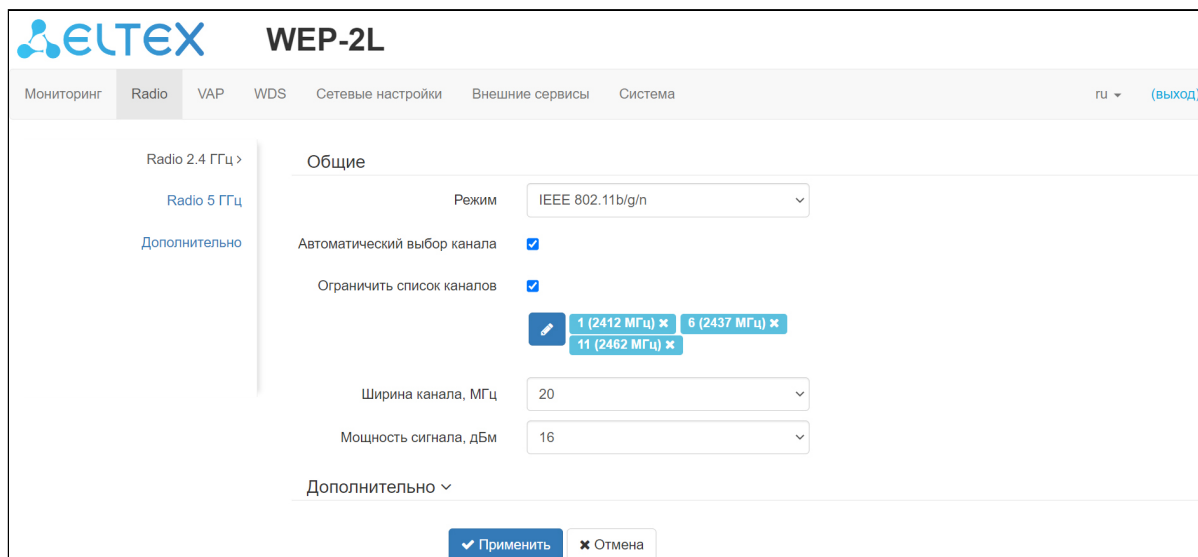 ELTEX WEP-2L
Мониторинг Radio VAP WDS Сетевые настройки Внешние сервисы Система ru (выход)
Radio 2.4 ГГц
Radio 5 ГГц
Дополнительно
Общие
Режим IEEE 802.11b/g/n
Автоматический выбор канала
Ограничить список каналов
1 (2412 МГц) 6 (2437 МГц)
11 (2462 МГц)
Ширина канала, МГц 20
Мощность сигнала, дБм 16
Дополнительно
Применить Отмена